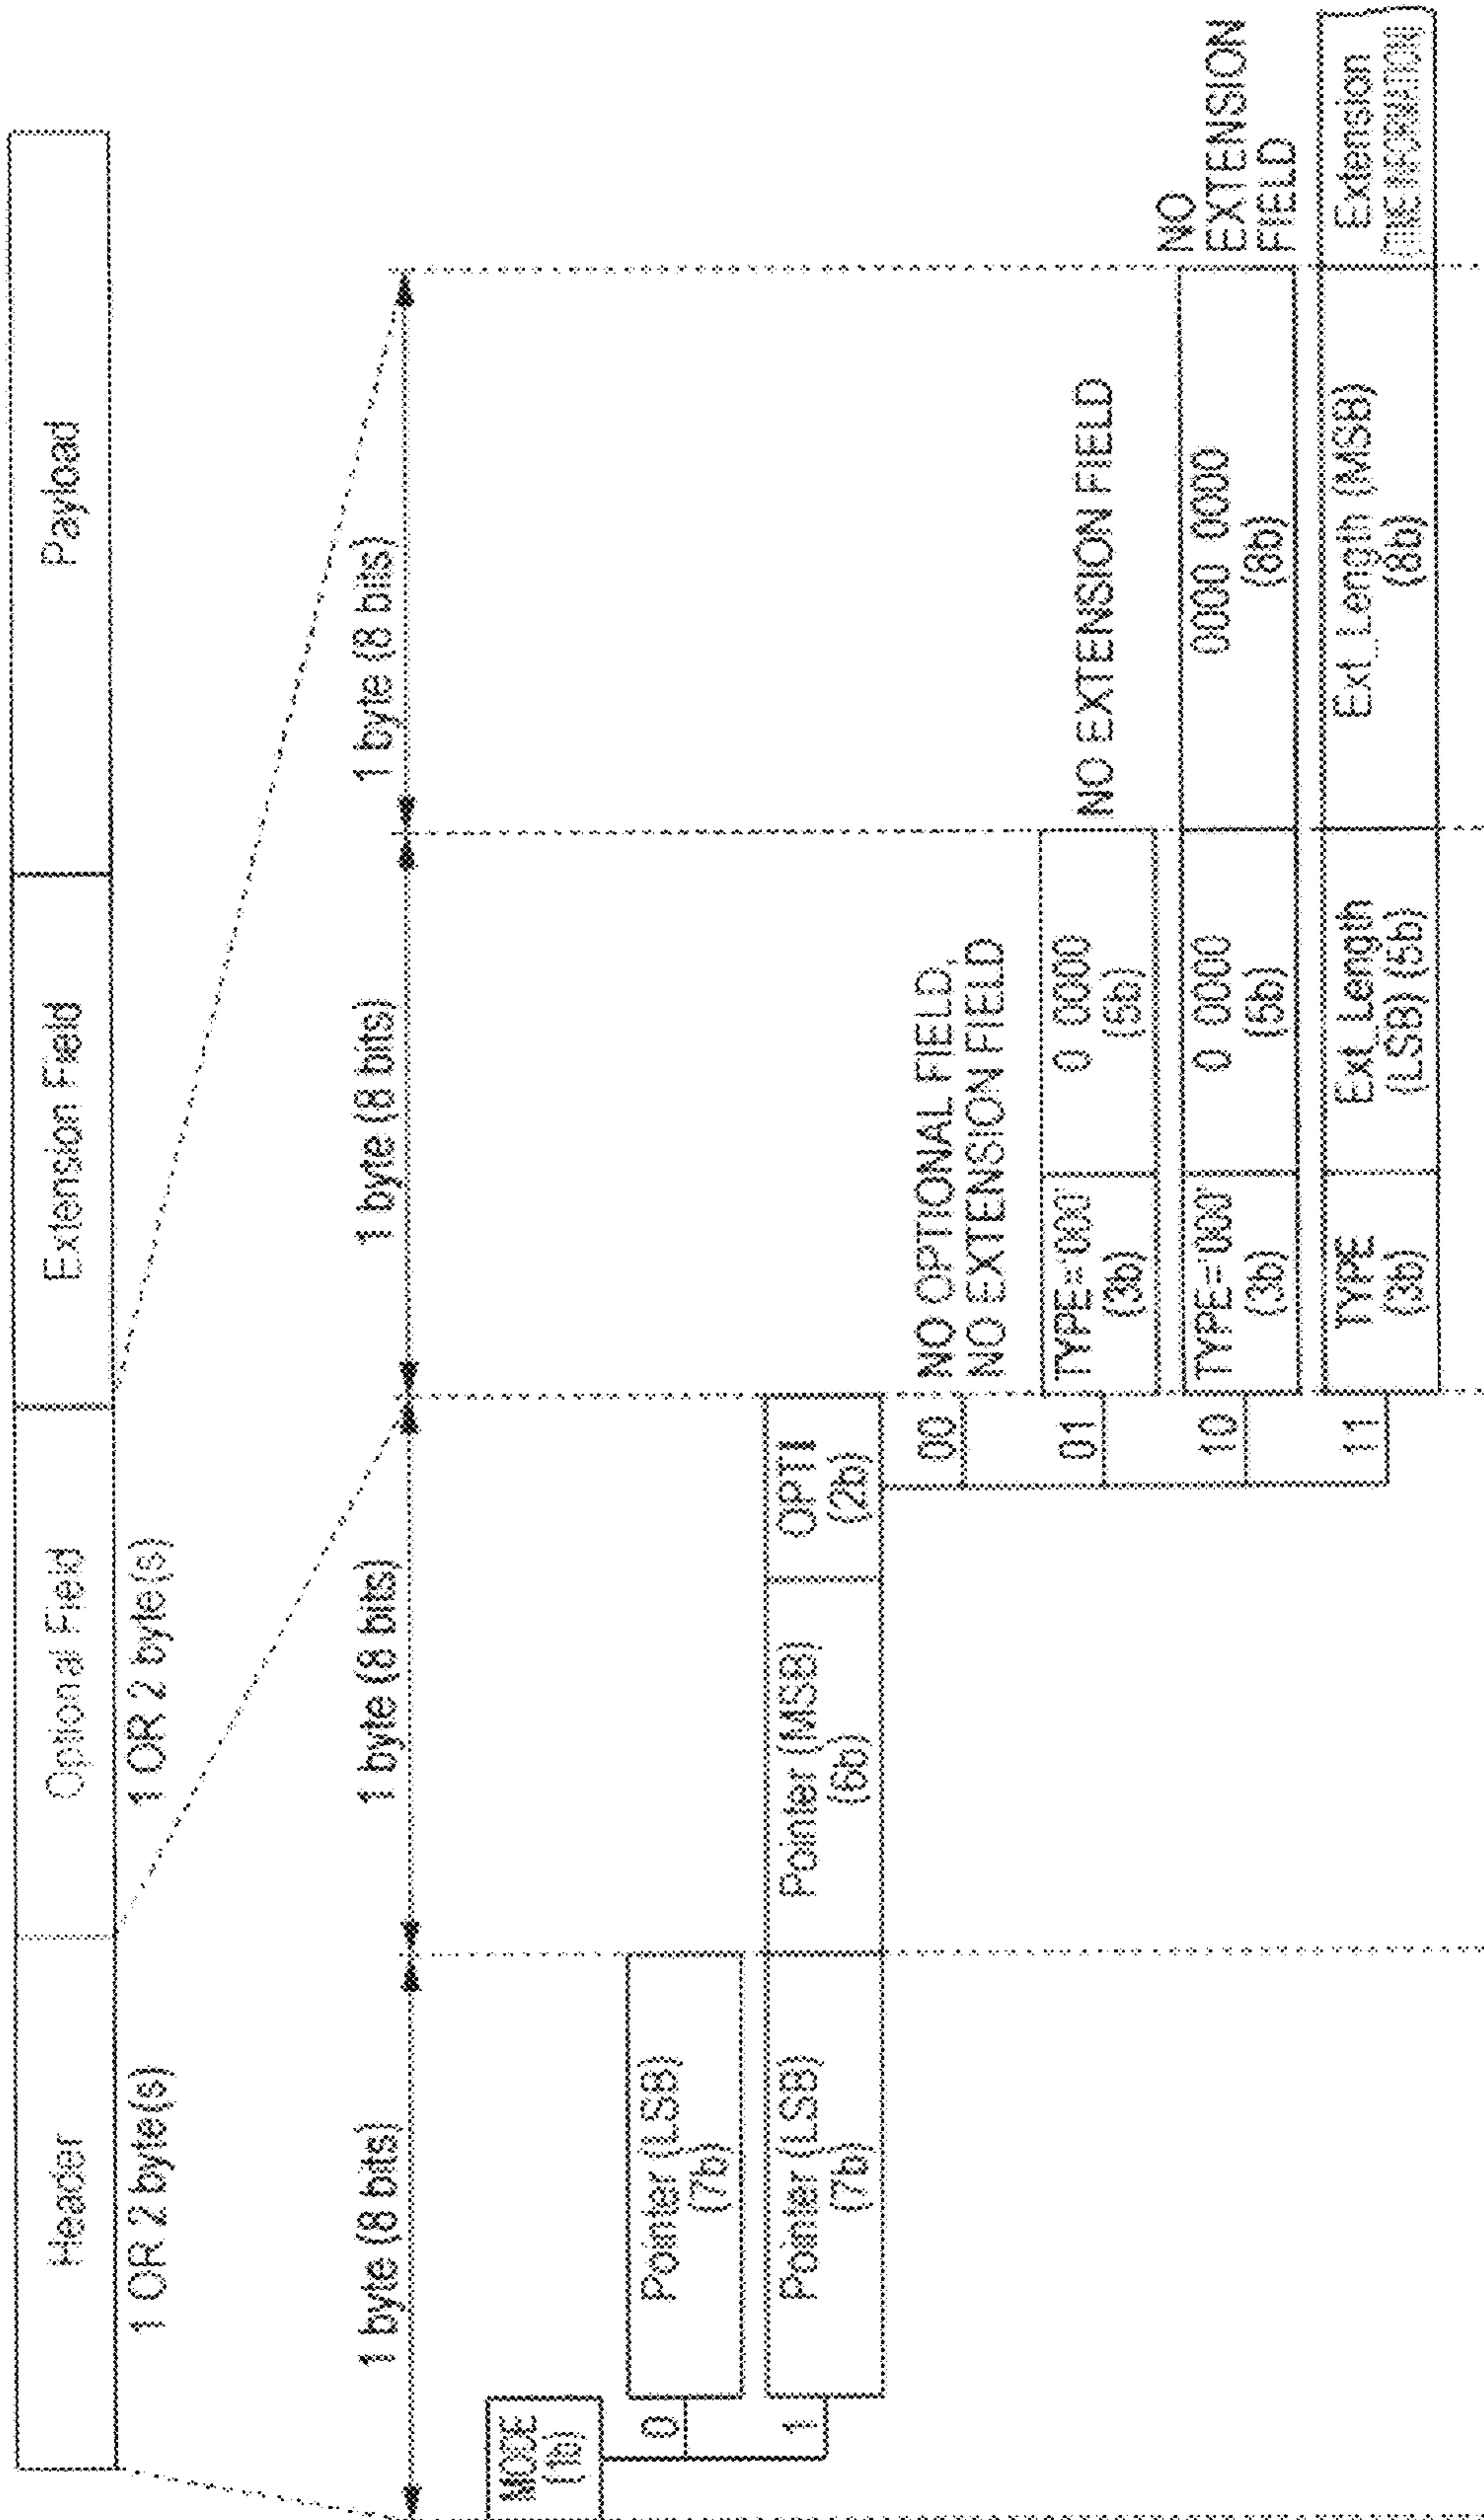 Header
Optional Field
Extension Field
Payload
1 OR 2 byte(s)
1 OR 2 byte(s)
1 byte (8 bits)
1 byte (8 bits)
1 byte (8 bits)
1 byte (8 bits)
MODE
(1b)
0
Pointer (LSB)
(7b)
1
Pointer (LSB)
(7b)
Pointer (MSB)
(6b)
OPTI
(2b)
00
NO OPTIONAL FIELD,
NO EXTENSION FIELD
01
TYPE='000'
(3b)
0 0000
(5b)
NO EXTENSION FIELD
10
TYPE='000'
(3b)
0 0000
(5b)
0000 0000
(8b)
NO
EXTENSION
FIELD
11
TYPE
(3b)
Ext_Length
(LSB) (5b)
Ext_Length (MSB)
(8b)
Extension
INFORMATION)